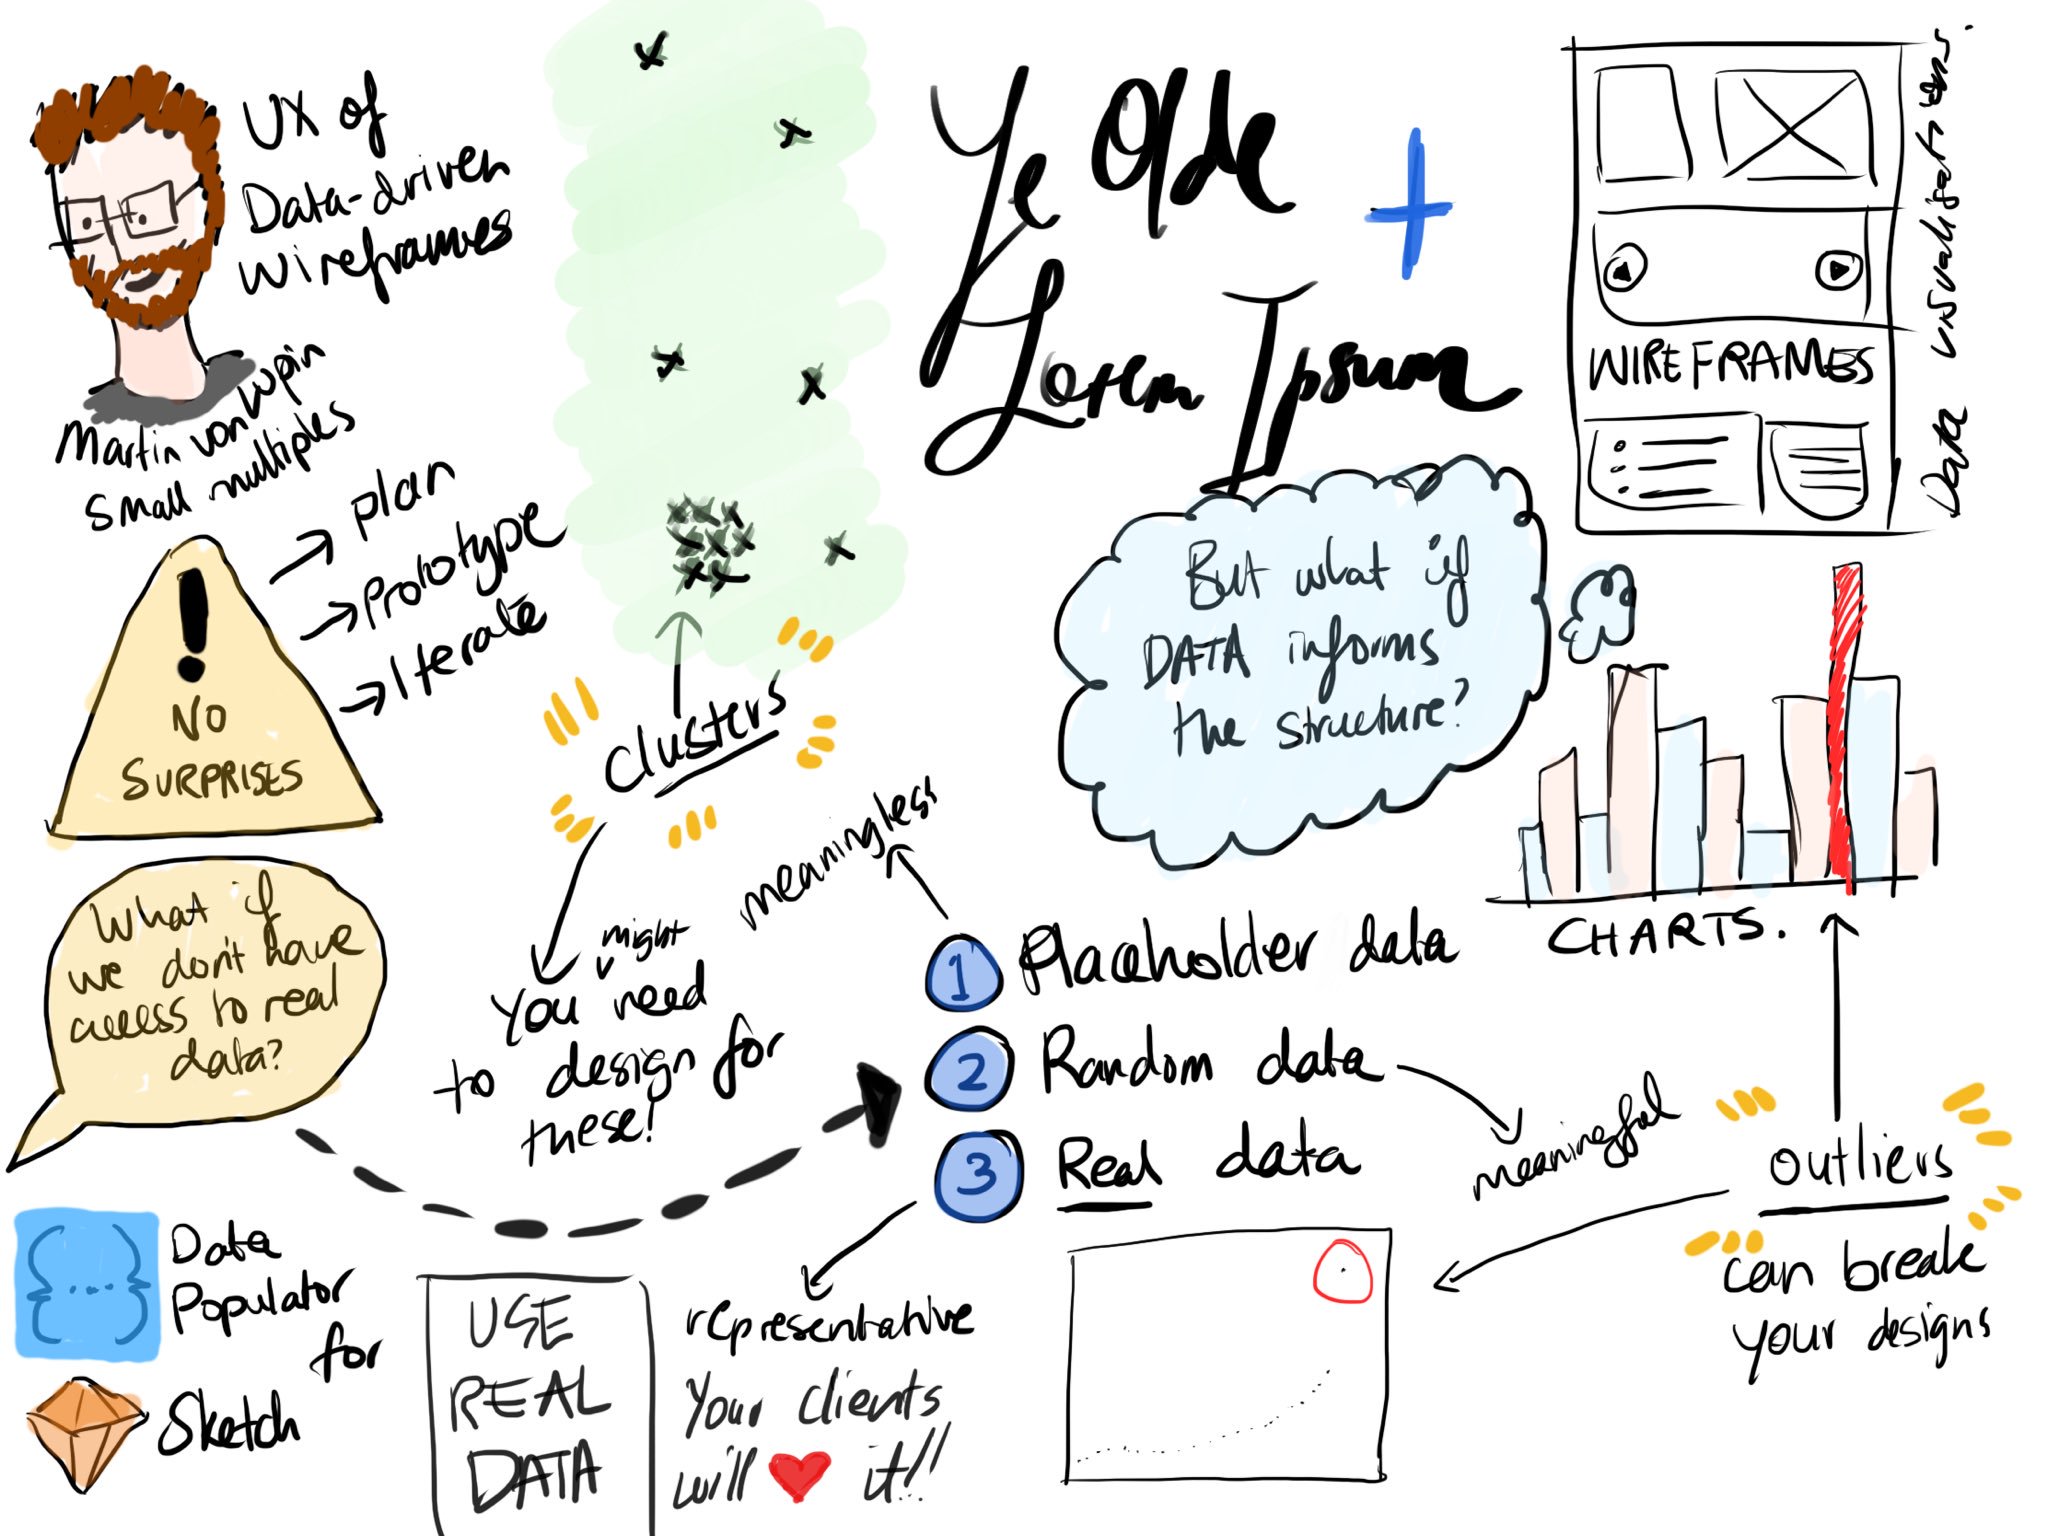 UX of
Data-driven
Wireframes
Martin von Lupin
Small multiples
Ye Olde
Lorem Ipsum
+
WIREFRAMES
Data visualisations.
! NO
SURPRISES
→ plan
→ Prototype
→ Iterate
clusters
You might need
to design for
these!
But what if
DATA informs
the structure?
CHARTS.
What if
we don't have
access to real
data?
meaningless
1 Placeholder data
2 Random data
3 Real data
meaningful
representative
outliers
can break
your designs
Data
Populator
for
Sketch
USE
REAL
DATA
Your clients
will ♥ it!!